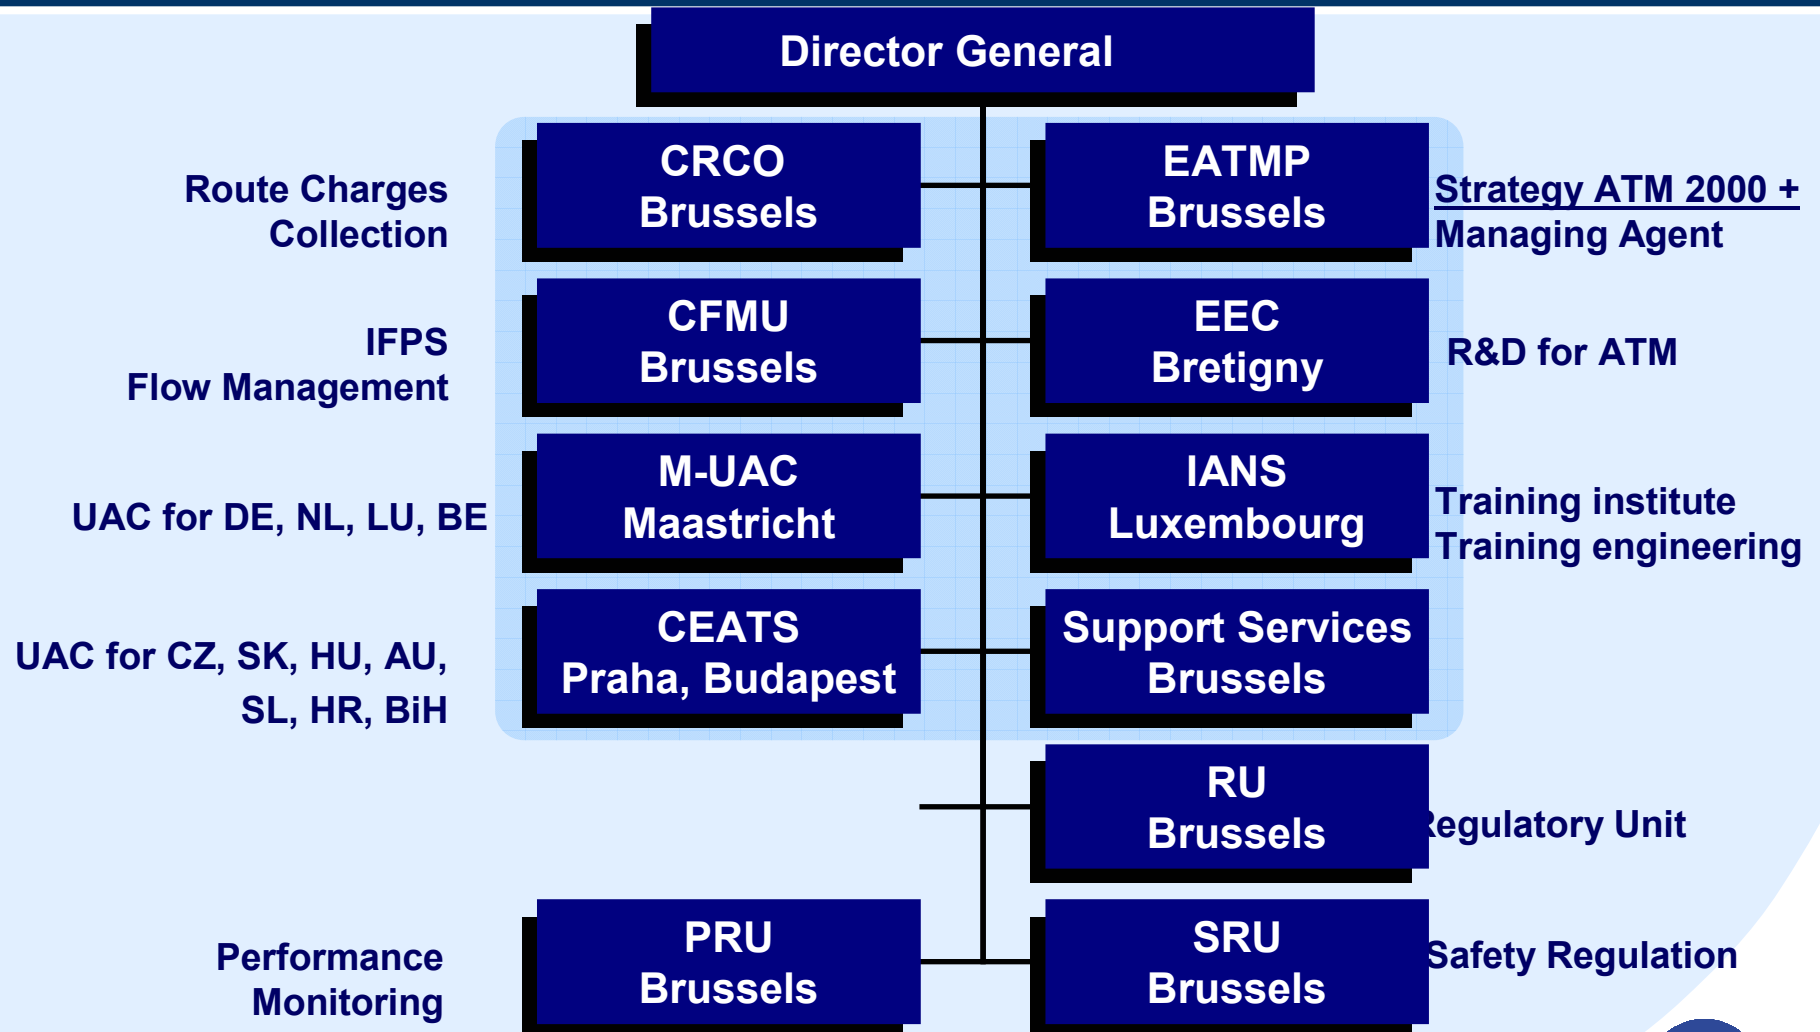 Director General
Route Charges
Collection
CRCO
Brussels
EATMP
Brussels
Strategy ATM 2000 +
Managing Agent
IFPS
Flow Management
CFMU
Brussels
EEC
Bretigny
R&D for ATM
UAC for DE, NL, LU, BE
M-UAC
Maastricht
IANS
Luxembourg
Training institute
Training engineering
UAC for CZ, SK, HU, AU,
SL, HR, BiH
CEATS
Praha, Budapest
Support Services
Brussels
RU
Brussels
Regulatory Unit
Performance
Monitoring
PRU
Brussels
SRU
Brussels
Safety Regulation